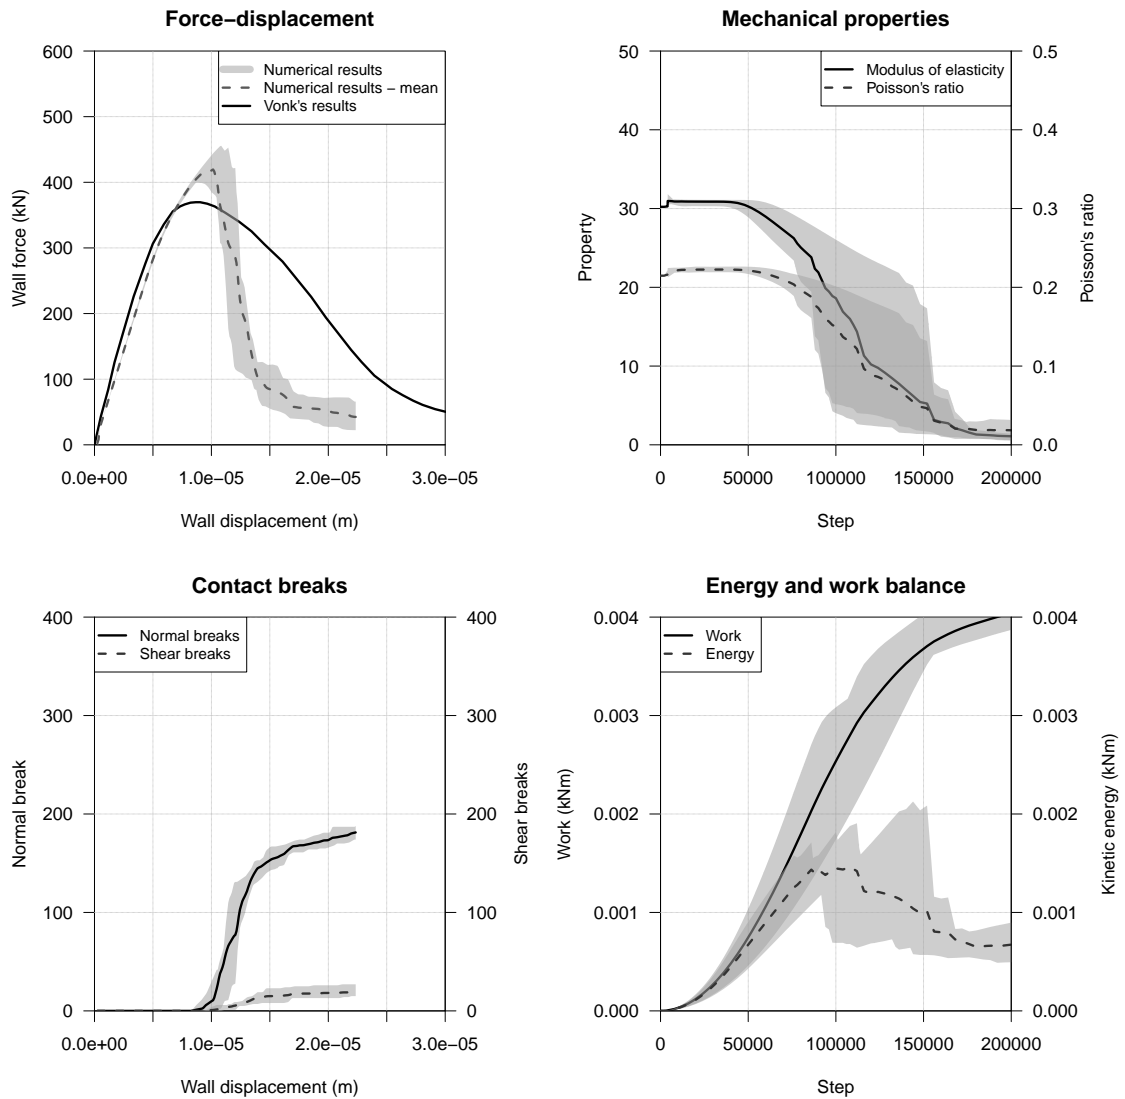 Force−displacement
600
500
400
300
200
100
0
Wall force (kN)
Numerical results
Numerical results − mean
Vonk's results
0.0e+00
1.0e−05
2.0e−05
3.0e−05
Wall displacement (m)
Mechanical properties
50
40
30
20
10
0
Property
Modulus of elasticity
Poisson's ratio
0.5
0.4
0.3
0.2
0.1
0.0
Poisson's ratio
0
50000
100000
150000
200000
Step
Contact breaks
400
300
200
100
0
Normal break
Normal breaks
Shear breaks
400
300
200
100
0
Shear breaks
0.0e+00
1.0e−05
2.0e−05
3.0e−05
Wall displacement (m)
Energy and work balance
0.004
0.003
0.002
0.001
0.000
Work (kNm)
Work
Energy
0.004
0.003
0.002
0.001
0.000
Kinetic energy (kNm)
0
50000
100000
150000
200000
Step